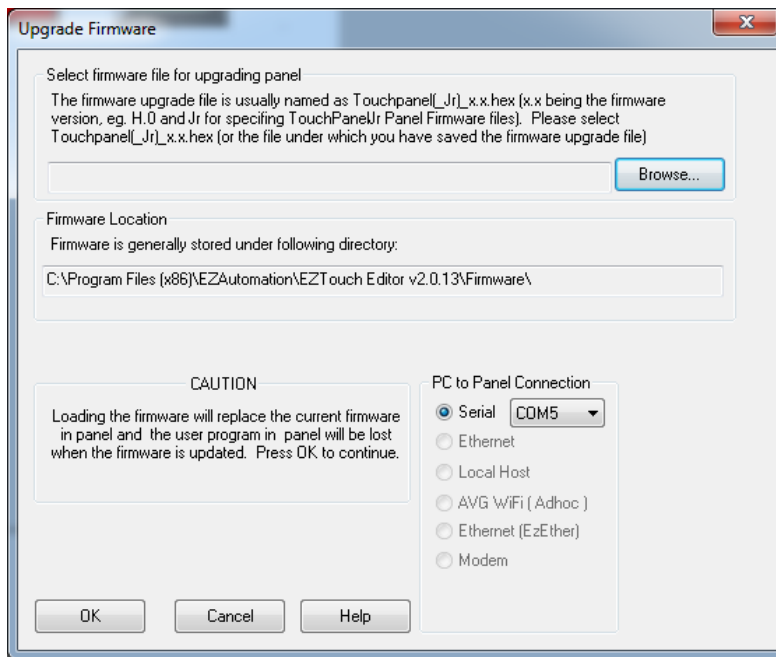 Upgrade Firmware
Select firmware file for upgrading panel
The firmware upgrade file is usually named as Touchpanel(_Jr)_x.x.hex (x.x being the firmware
version, eg. H.0 and Jr for specifing TouchPanelJr Panel Firmware files). Please select
Touchpanel(_Jr)_x.x.hex (or the file under which you have saved the firmware upgrade file)
Browse...
Firmware Location
Firmware is generally stored under following directory:
C:\Program Files (x86)\EZAutomation\EZTouch Editor v2.0.13\Firmware\
CAUTION
Loading the firmware will replace the current firmware
in panel and the user program in panel will be lost
when the firmware is updated. Press OK to continue.
PC to Panel Connection
Serial COM5
Ethernet
Local Host
AVG WiFi ( Adhoc )
Ethernet (EzEther)
Modem
OK Cancel Help